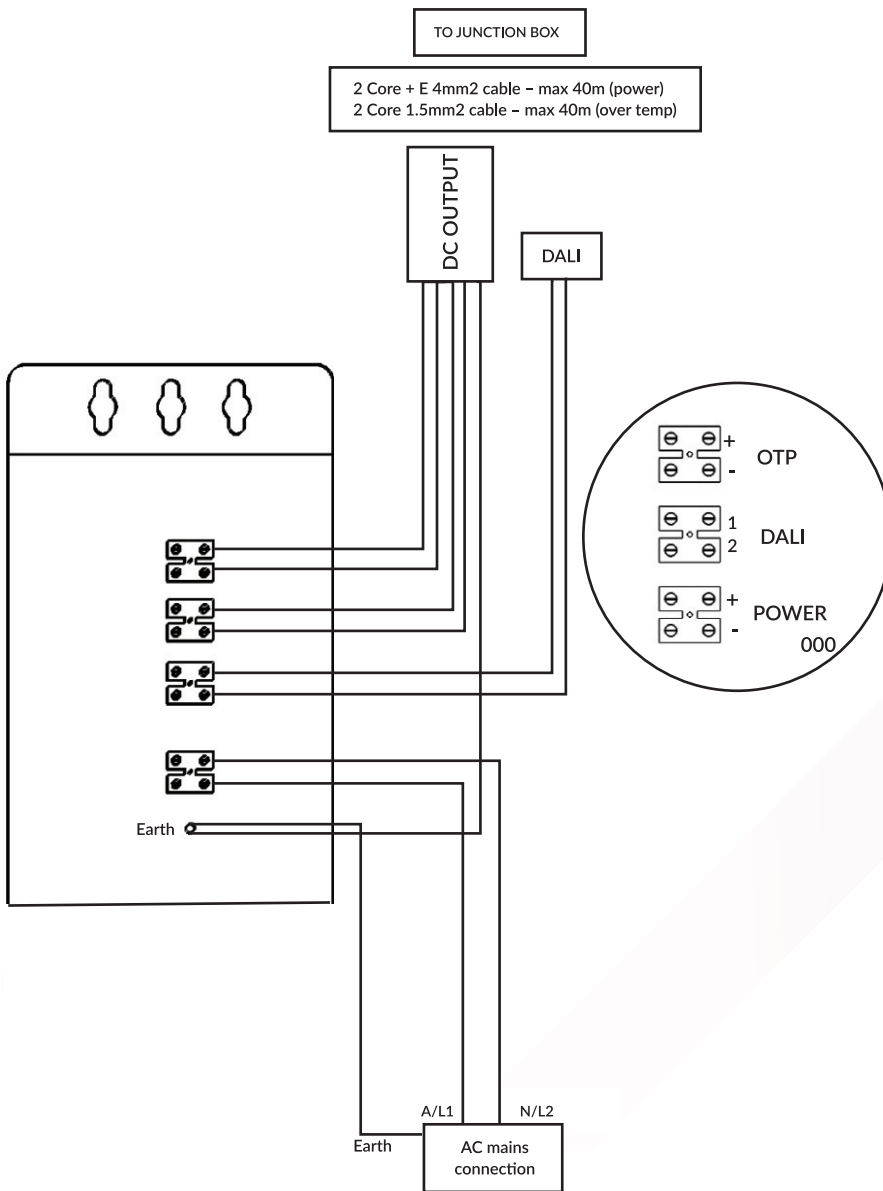 TO JUNCTION BOX
2 Core + E 4mm2 cable – max 40m (power)
2 Core 1.5mm2 cable – max 40m (over temp)
DC OUTPUT
DALI
+
OTP
-
1
DALI
2
+
POWER
-
000
Earth
A/L1
N/L2
Earth
AC mains
connection